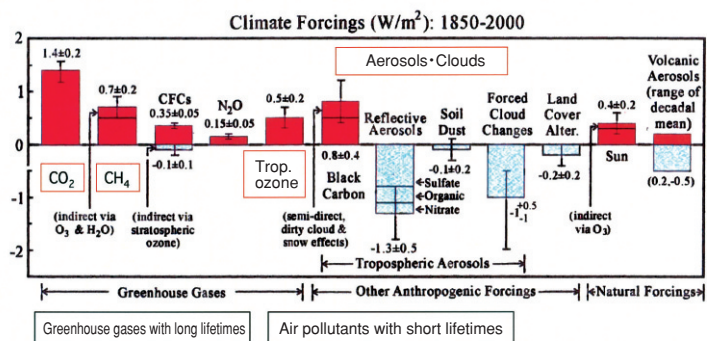 Climate Forcings (W/m²): 1850-2000
2
1
0
-1
-2
1.4±0.2
CO₂
0.7±0.2
CH₄
(indirect via
O₃ & H₂O)
CFCs
0.35±0.05
-0.1±0.1
(indirect via
stratospheric
ozone)
N₂O
0.15±0.05
0.5±0.2
Trop.
ozone
Aerosols・Clouds
0.8±0.4
Black
Carbon
(semi-direct,
dirty cloud &
snow effects)
Reflective
Aerosols
Sulfate
Organic
Nitrate
-1.3±0.5
Soil
Dust
-0.1±0.2
Forced
Cloud
Changes
-1 +0.5 -1
Land
Cover
Alter.
-0.2±0.2
0.4±0.2
Sun
(indirect
via O₃)
Volcanic
Aerosols
(range of
decadal
mean)
(0.2,-0.5)
Tropospheric Aerosols
Greenhouse Gases
Other Anthropogenic Forcings
Natural Forcings
Greenhouse gases with long lifetimes
Air pollutants with short lifetimes